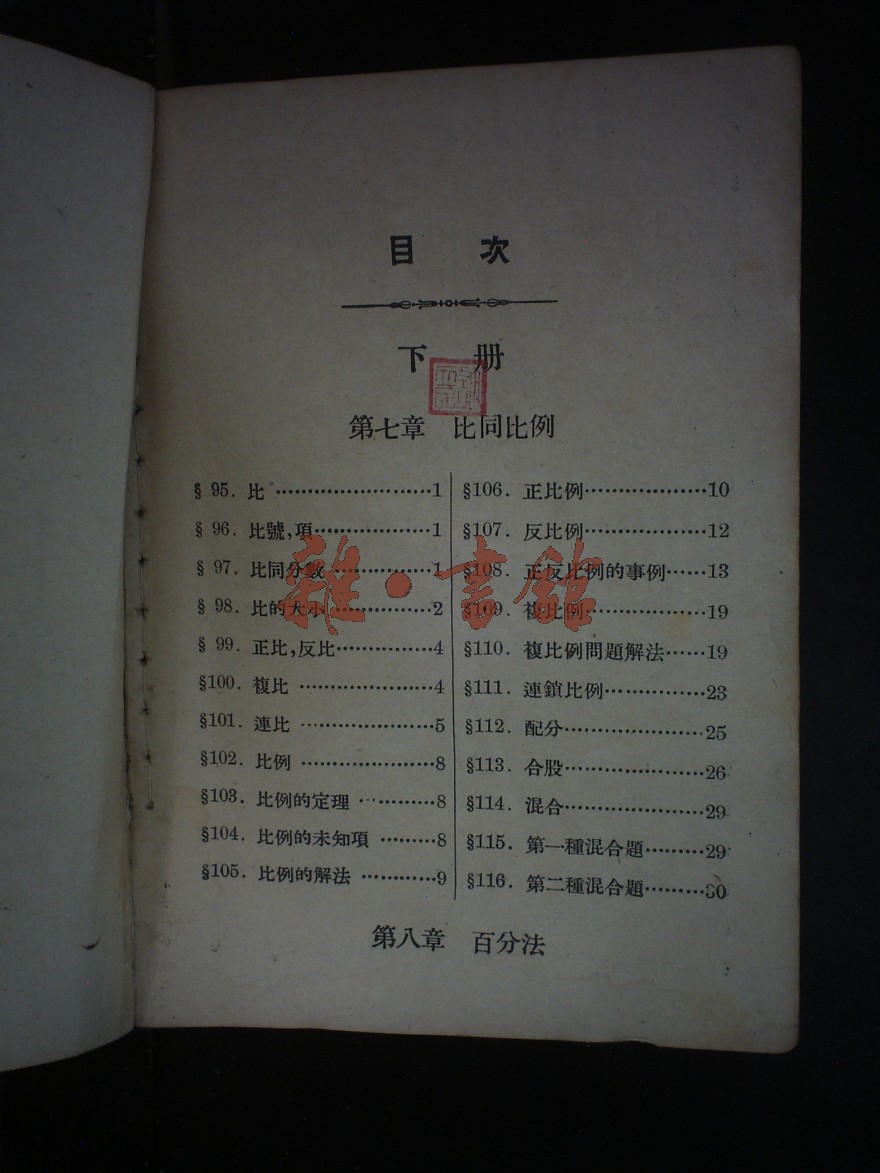 目 次
下 册
第七章 比同比例
§ 95. 比 ……………………1
§ 96. 比號,項………………1
§ 97. 比同分數 ……………1
§ 98. 比的大小 ……………2
§ 99. 正比,反比……………4
§100. 複比 …………………4
§101. 連比 …………………5
§102. 比例 …………………8
§103. 比例的定理 …………8
§104. 比例的未知項 ………8
§105. 比例的解法 …………9
§106. 正比例………………10
§107. 反比例………………12
§108. 正反比例的事例……13
§109. 複比例………………19
§110. 複比例問題解法……19
§111. 連鎖比例……………23
§112. 配分…………………25
§113. 合股…………………26
§114. 混合…………………29
§115. 第一種混合題………29
§116. 第二種混合題………30
第八章 百分法
雜·書館